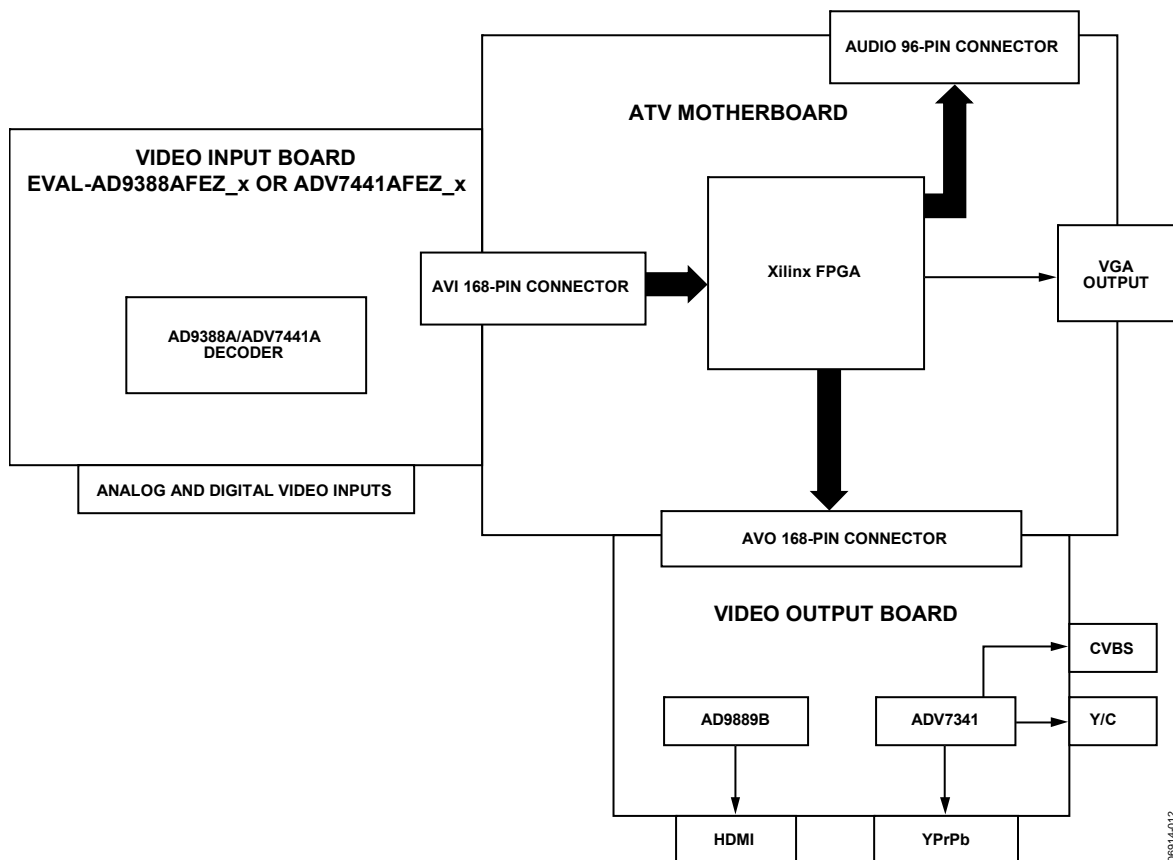 AUDIO 96-PIN CONNECTOR
ATV MOTHERBOARD
VIDEO INPUT BOARD
EVAL-AD9388AFEZ_x OR ADV7441AFEZ_x
AVI 168-PIN CONNECTOR
Xilinx FPGA
VGA
OUTPUT
AD9388A/ADV7441A
DECODER
ANALOG AND DIGITAL VIDEO INPUTS
AVO 168-PIN CONNECTOR
VIDEO OUTPUT BOARD
CVBS
AD9889B
ADV7341
Y/C
HDMI
YPrPb
06914-012